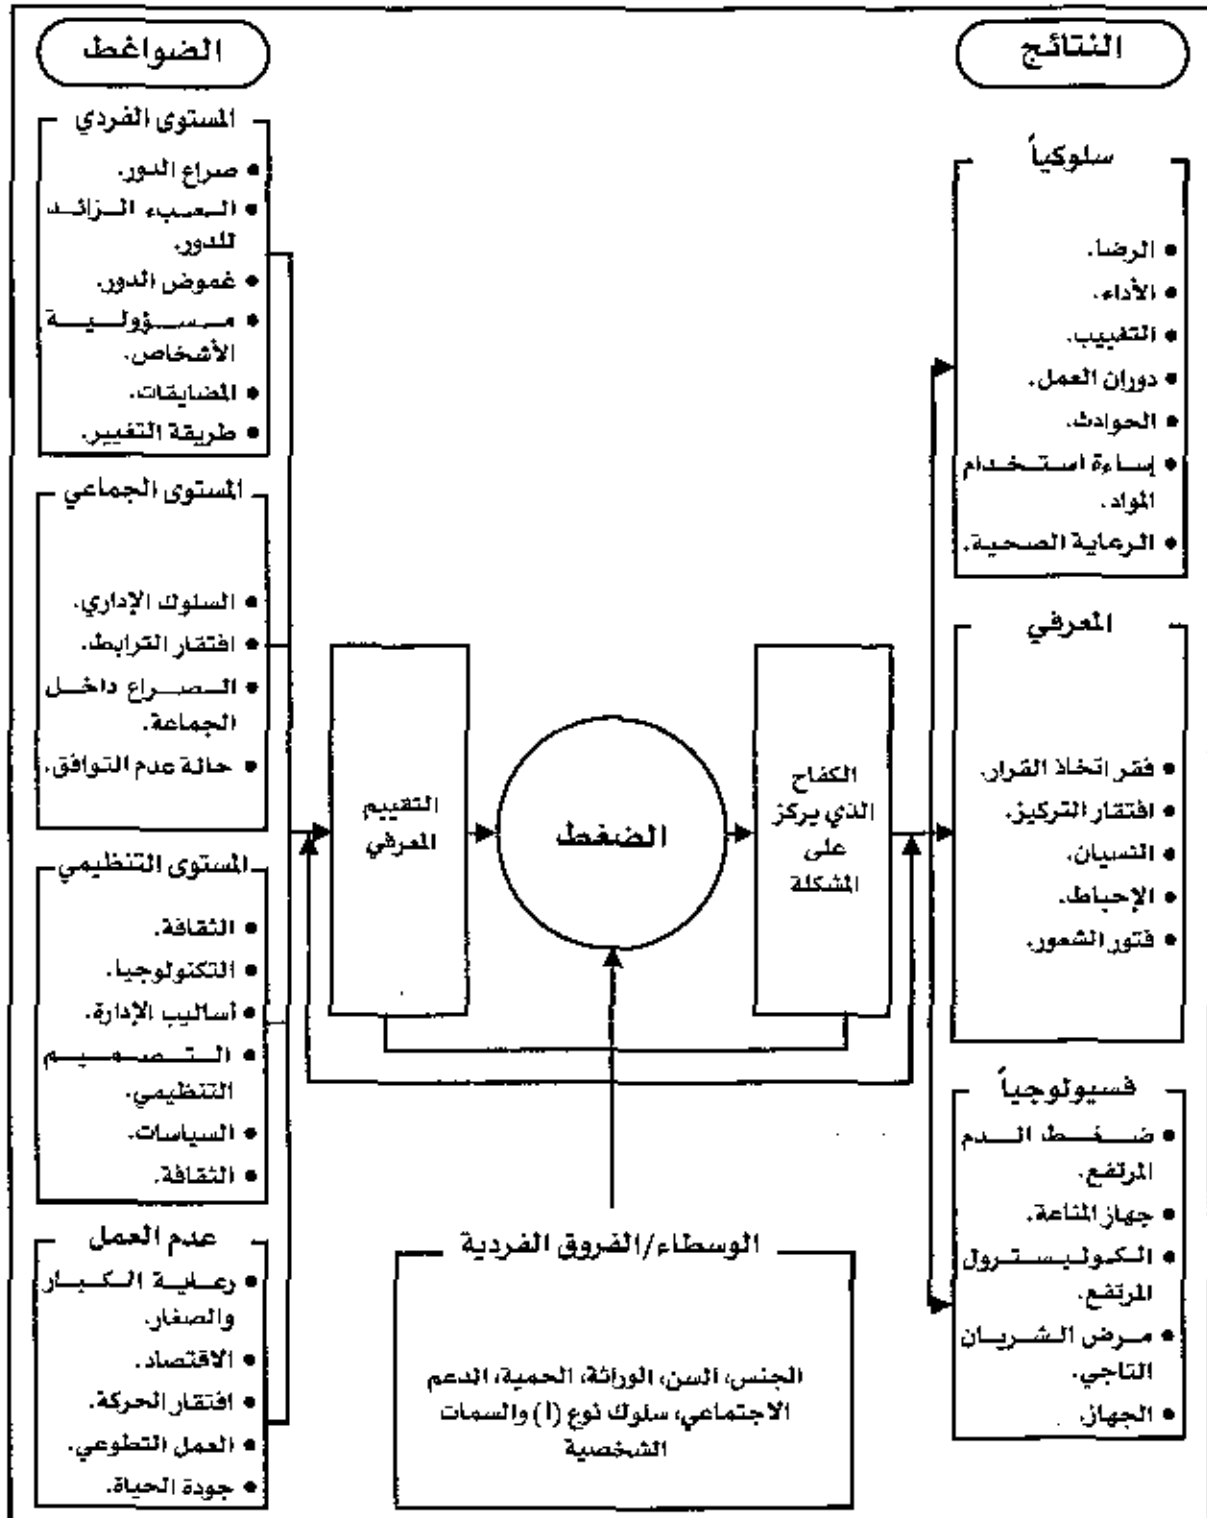 الضواغط
المستوى الفردي
• صراع الدور.
• العبء الزائد
للدور.
• غموض الدور.
• مسؤولية
الأشخاص.
• المضايقات.
• طريقة التغيير.
المستوى الجماعي
• السلوك الإداري.
• افتقار الترابط.
• الصراع داخل
الجماعة.
• حالة عدم التوافق.
المستوى التنظيمي
• الثقافة.
• التكنولوجيا.
• أساليب الإدارة.
• التصميم
التنظيمي.
• السياسات.
• الثقافة.
عدم العمل
• رعاية الكبار
والصغار.
• الاقتصاد.
• افتقار الحركة.
• العمل التطوعي.
• جودة الحياة.
التقييم
المعرفي
الضغط
الكفاح
الذي يركز
على
المشكلة
الوسطاء/الفروق الفردية
الجنس، السن، الوراثة، الحمية، الدعم
الاجتماعي، سلوك نوع (أ) والسمات
الشخصية
النتائج
سلوكياً
• الرضا.
• الأداء.
• التغييب.
• دوران العمل.
• الحوادث.
• إساءة استخدام
المواد.
• الرعاية الصحية.
المعرفي
• فقر اتخاذ القرار.
• افتقار التركيز.
• النسيان.
• الإحباط.
• فتور الشعور.
فسيولوجياً
• ضغط الدم
المرتفع.
• جهاز المناعة.
• الكوليسترول
المرتفع.
• مرض الشريان
التاجي.
• الجهاز.